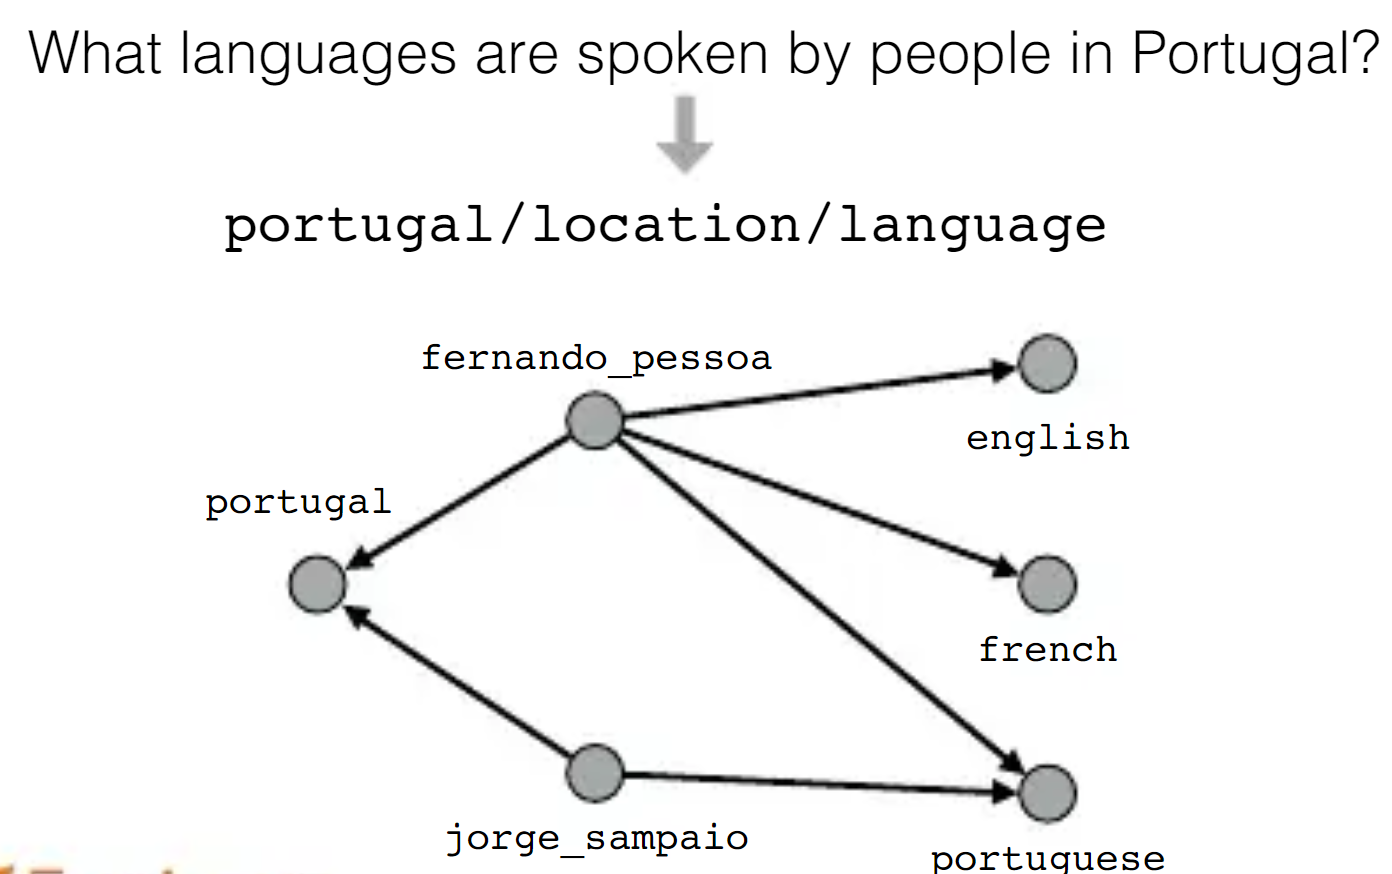 What languages are spoken by people in Portugal?
portugal/location/language
fernando_pessoa
english
portugal
french
jorge_sampaio
portuguese